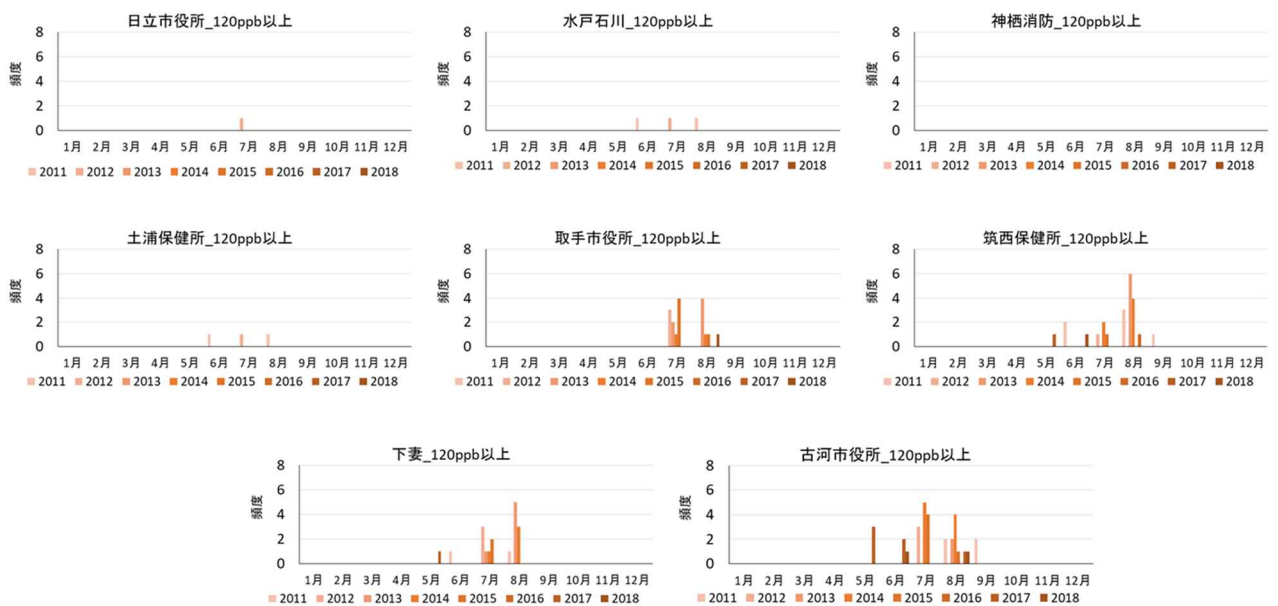 日立市役所_120ppb以上
8
6
4
2
0
頻度
1月 2月 3月 4月 5月 6月 7月 8月 9月 10月 11月 12月
2011 2012 2013 2014 2015 2016 2017 2018
水戸石川_120ppb以上
8
6
4
2
0
頻度
1月 2月 3月 4月 5月 6月 7月 8月 9月 10月 11月 12月
2011 2012 2013 2014 2015 2016 2017 2018
神栖消防_120ppb以上
8
6
4
2
0
頻度
1月 2月 3月 4月 5月 6月 7月 8月 9月 10月 11月 12月
2011 2012 2013 2014 2015 2016 2017 2018
土浦保健所_120ppb以上
8
6
4
2
0
頻度
1月 2月 3月 4月 5月 6月 7月 8月 9月 10月 11月 12月
2011 2012 2013 2014 2015 2016 2017 2018
取手市役所_120ppb以上
8
6
4
2
0
頻度
1月 2月 3月 4月 5月 6月 7月 8月 9月 10月 11月 12月
2011 2012 2013 2014 2015 2016 2017 2018
筑西保健所_120ppb以上
8
6
4
2
0
頻度
1月 2月 3月 4月 5月 6月 7月 8月 9月 10月 11月 12月
2011 2012 2013 2014 2015 2016 2017 2018
下妻_120ppb以上
8
6
4
2
0
頻度
1月 2月 3月 4月 5月 6月 7月 8月 9月 10月 11月 12月
2011 2012 2013 2014 2015 2016 2017 2018
古河市役所_120ppb以上
8
6
4
2
0
頻度
1月 2月 3月 4月 5月 6月 7月 8月 9月 10月 11月 12月
2011 2012 2013 2014 2015 2016 2017 2018